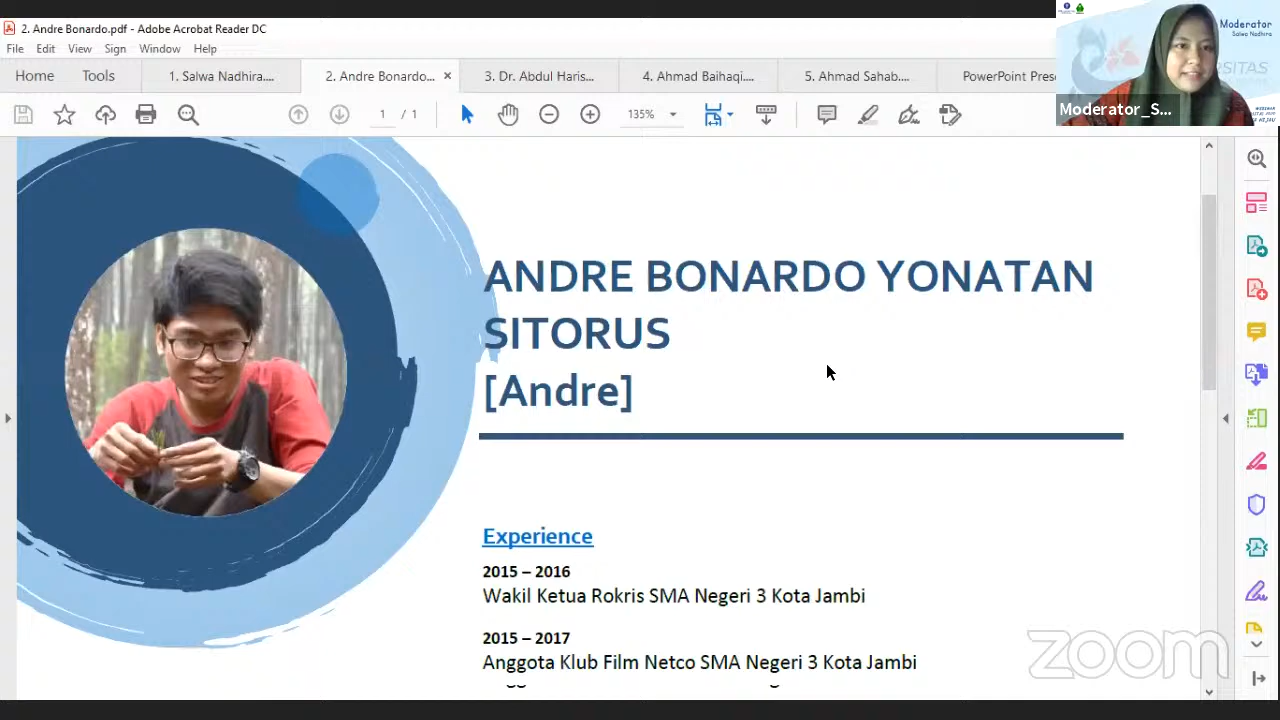 2. Andre Bonardo.pdf - Adobe Acrobat Reader DC
File Edit View Sign Window Help
Home Tools 1. Salwa Nadhira.... 2. Andre Bonardo... × 3. Dr. Abdul Haris... 4. Ahmad Baihaqi.... 5. Ahmad Sahab.... PowerPoint Pres
1 / 1 135%
Moderator
Salwa Nadhira
Moderator_S...
ANDRE BONARDO YONATAN
SITORUS
[Andre]
Experience
2015 – 2016
Wakil Ketua Rokris SMA Negeri 3 Kota Jambi
2015 – 2017
Anggota Klub Film Netco SMA Negeri 3 Kota Jambi
zoom